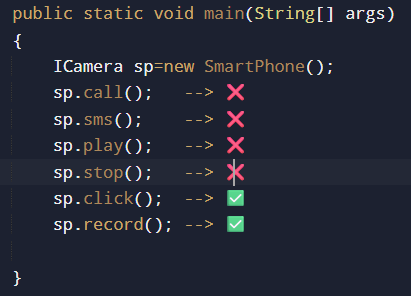 public static void main(String[] args)
{
    ICamera sp=new SmartPhone();
    sp.call();   --> ❌
    sp.sms();    --> ❌
    sp.play();   --> ❌
    sp.stop();   --> ❌
    sp.click();  --> ✅
    sp.record(); --> ✅
}